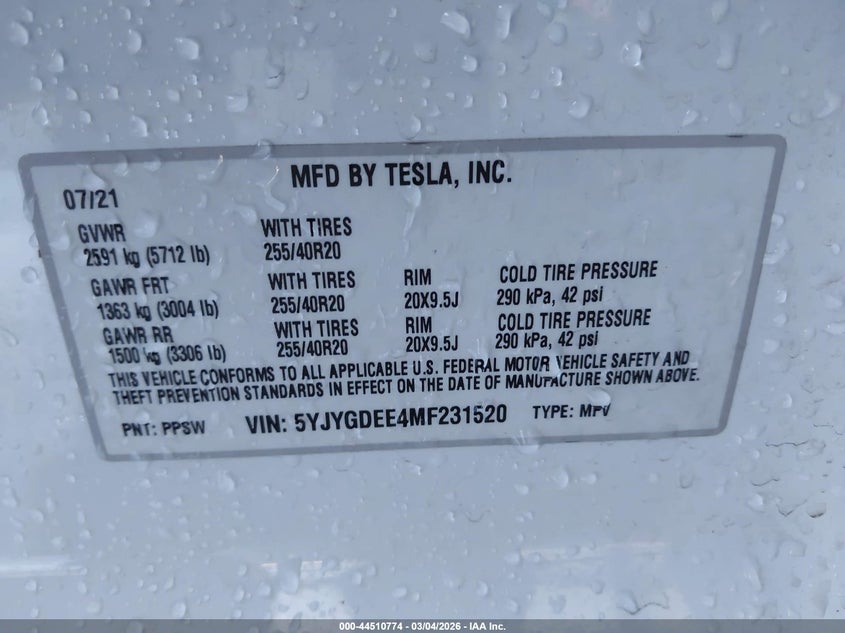 MFD BY TESLA, INC.
07/21
GVWR WITH TIRES
2591 kg (5712 lb) 255/40R20
GAWR FRT WITH TIRES RIM COLD TIRE PRESSURE
1363 kg (3004 lb) 255/40R20 20X9.5J 290 kPa, 42 psi
GAWR RR WITH TIRES RIM COLD TIRE PRESSURE
1500 kg (3306 lb) 255/40R20 20X9.5J 290 kPa, 42 psi
THIS VEHICLE CONFORMS TO ALL APPLICABLE U.S. FEDERAL MOTOR VEHICLE SAFETY AND
THEFT PREVENTION STANDARDS IN EFFECT ON THE DATE OF MANUFACTURE SHOWN ABOVE.
PNT: PPSW VIN: 5YJYGDEE4MF231520 TYPE: MPV
000-44510774 - 03/04/2026 - IAA Inc.